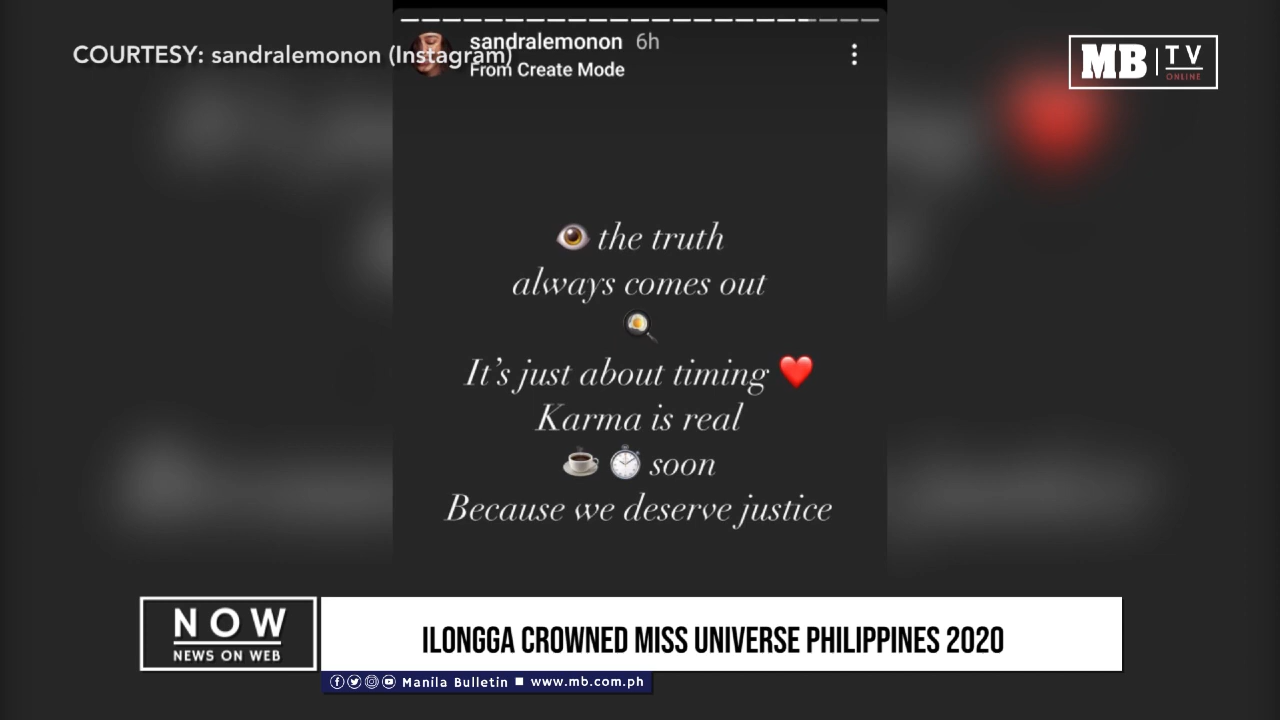 COURTESY: sandralemonon (Instagram)
sandralemonon 6h
From Create Mode
MB TV
ONLINE
👁️ the truth
always comes out
🍳
It’s just about timing ❤️
Karma is real
☕ ⏱️ soon
Because we deserve justice
NOW
NEWS ON WEB
ILONGGA CROWNED MISS UNIVERSE PHILIPPINES 2020
Manila Bulletin ■ www.mb.com.ph